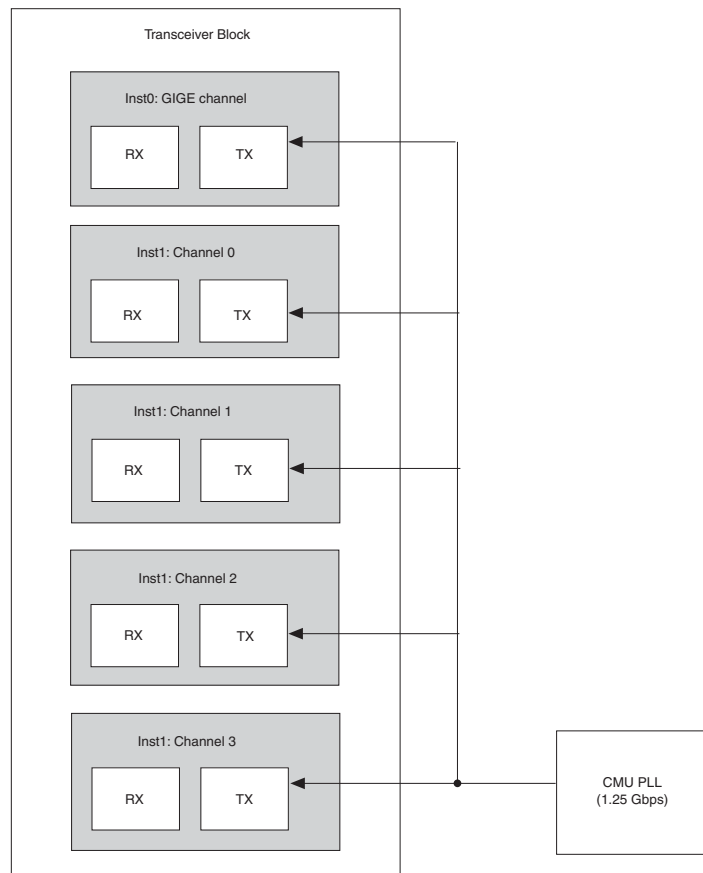 Transceiver Block
Inst0: GIGE channel
RX
TX
Inst1: Channel 0
RX
TX
Inst1: Channel 1
RX
TX
Inst1: Channel 2
RX
TX
Inst1: Channel 3
RX
TX
CMU PLL
(1.25 Gbps)